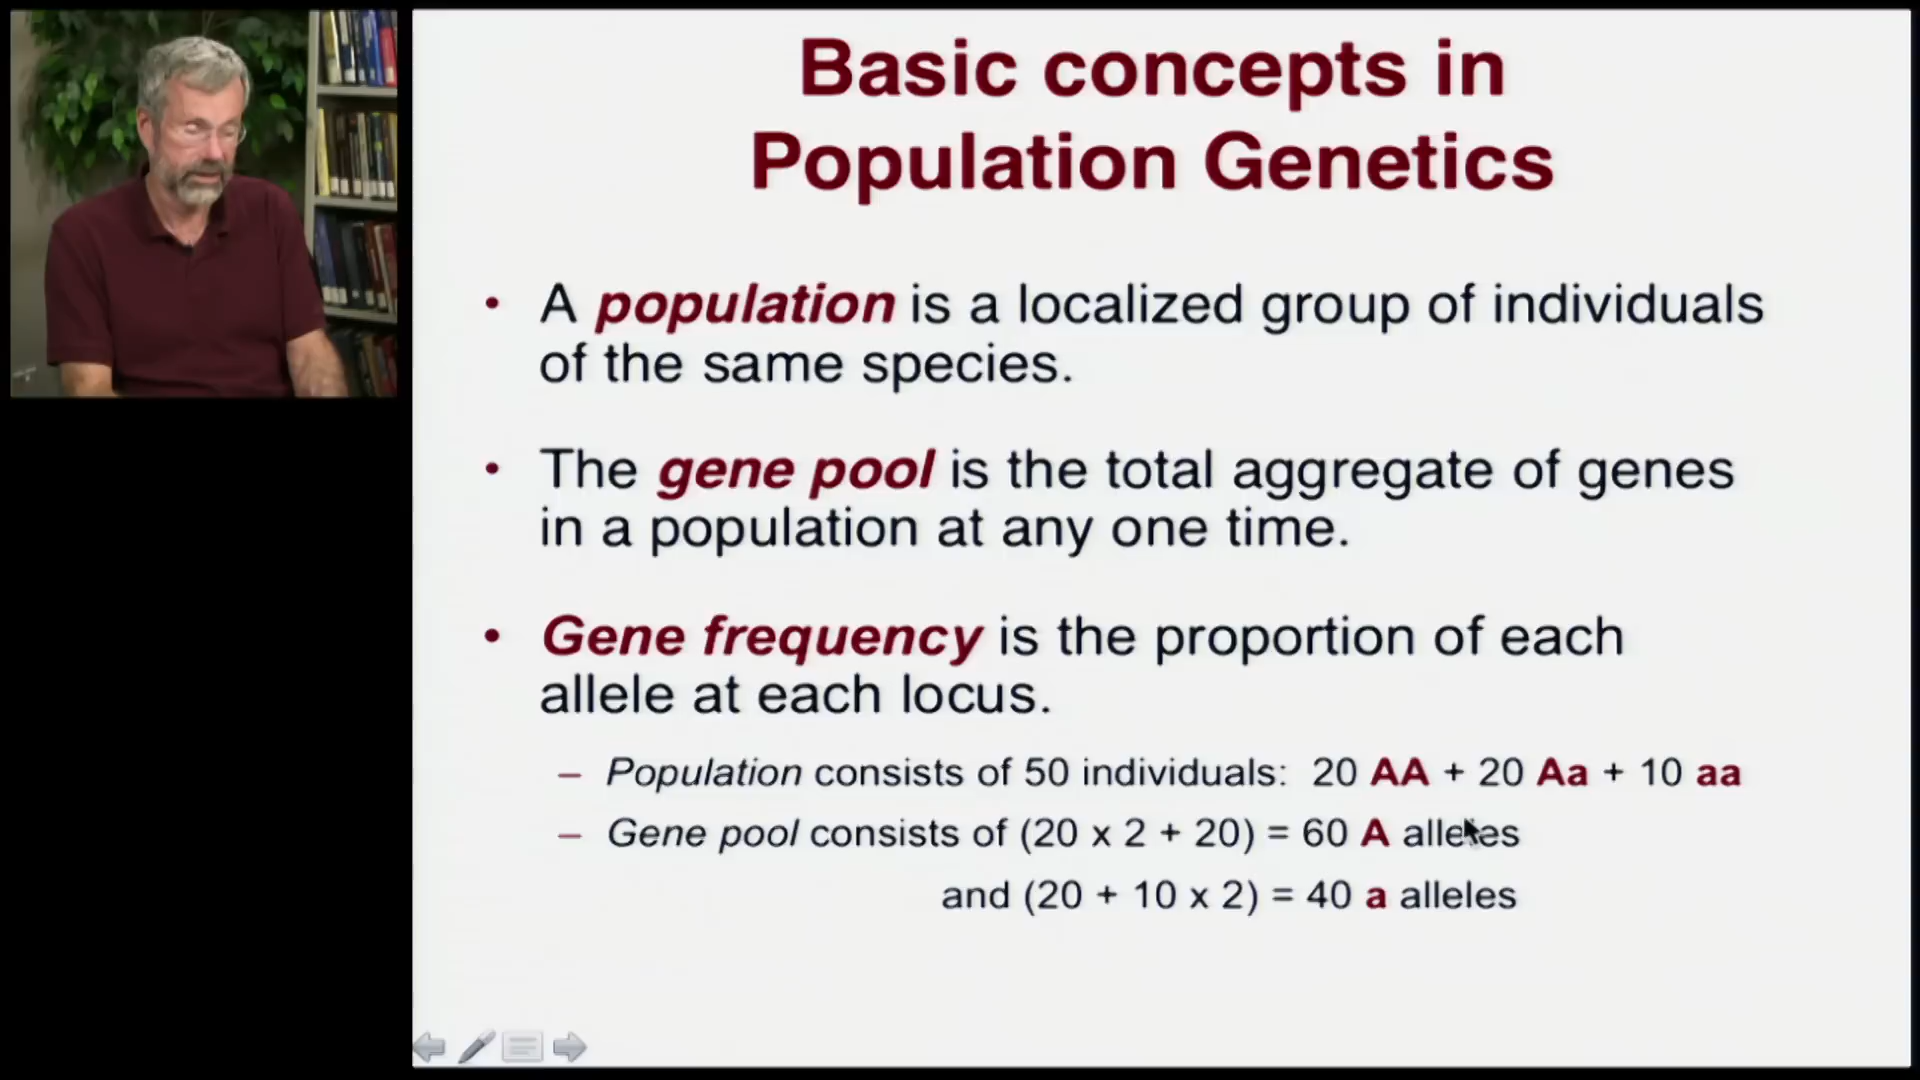 Basic concepts in
Population Genetics
• A population is a localized group of individuals
of the same species.
• The gene pool is the total aggregate of genes
in a population at any one time.
• Gene frequency is the proportion of each
allele at each locus.
– Population consists of 50 individuals: 20 AA + 20 Aa + 10 aa
– Gene pool consists of (20 x 2 + 20) = 60 A alleles
and (20 + 10 x 2) = 40 a alleles